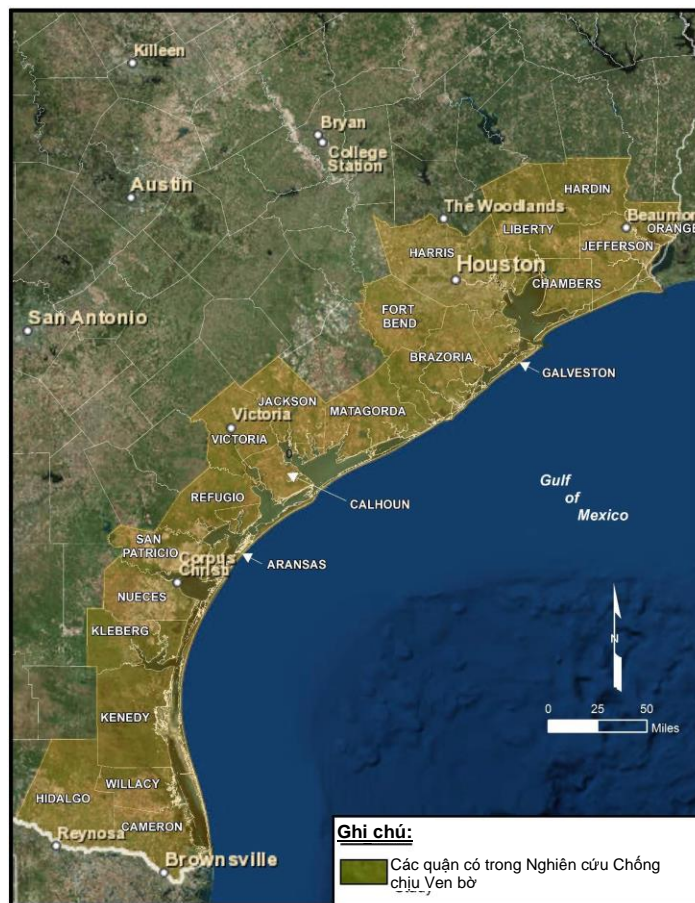 Killeen
Bryan
College
Station
Austin
HARDIN
The Woodlands
Beaumon
LIBERTY
ORANGE
HARRIS
JEFFERSON
Houston
CHAMBERS
San Antonio
FORT
BEND
BRAZORIA
GALVESTON
JACKSON
MATAGORDA
Victoria
VICTORIA
REFUGIO
CALHOUN
Gulf
of
Mexico
SAN
PATRICIO
ARANSAS
Corpus
Christi
NUECES
KLEBERG
N
KENEDY
0 25 50
Miles
WILLACY
HIDALGO
CAMERON
Reynosa
Brownsville
Ghi chú:
Các quận có trong Nghiên cứu Chống
chịu Ven bờ